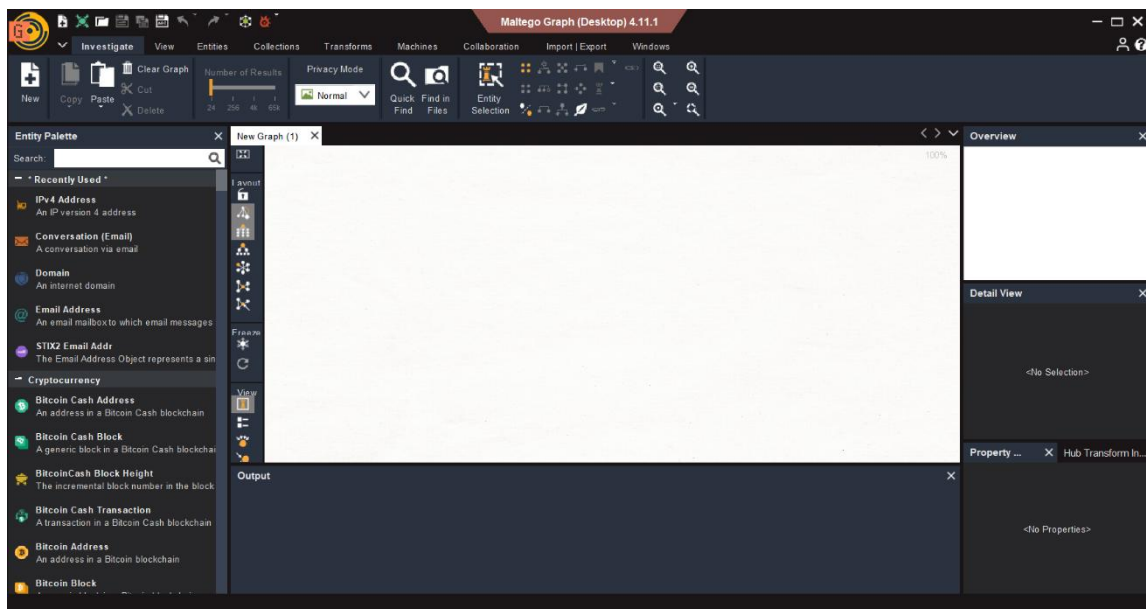 Maltego Graph (Desktop) 4.11.1
Investigate View Entities Collections Transforms Machines Collaboration Import | Export Windows
New
Copy
Paste
Clear Graph
Cut
Delete
Number of Results
24 256 4k 65k
Privacy Mode
Normal
Quick Find
Find in Files
Entity Selection
Entity Palette
Search:
* Recently Used *
IPv4 Address
An IP version 4 address
Conversation (Email)
A conversation via email
Domain
An internet domain
Email Address
An email mailbox to which email messages
STIX2 Email Addr
The Email Address Object represents a sin
Cryptocurrency
Bitcoin Cash Address
An address in a Bitcoin Cash blockchain
Bitcoin Cash Block
A generic block in a Bitcoin Cash blockchai
BitcoinCash Block Height
The incremental block number in the block
Bitcoin Cash Transaction
A transaction in a Bitcoin Cash blockchain
Bitcoin Address
An address in a Bitcoin blockchain
Bitcoin Block
New Graph (1)
100%
Layout
Freeze
View
Output
Overview
Detail View
<No Selection>
Property ...
Hub Transform In...
<No Properties>